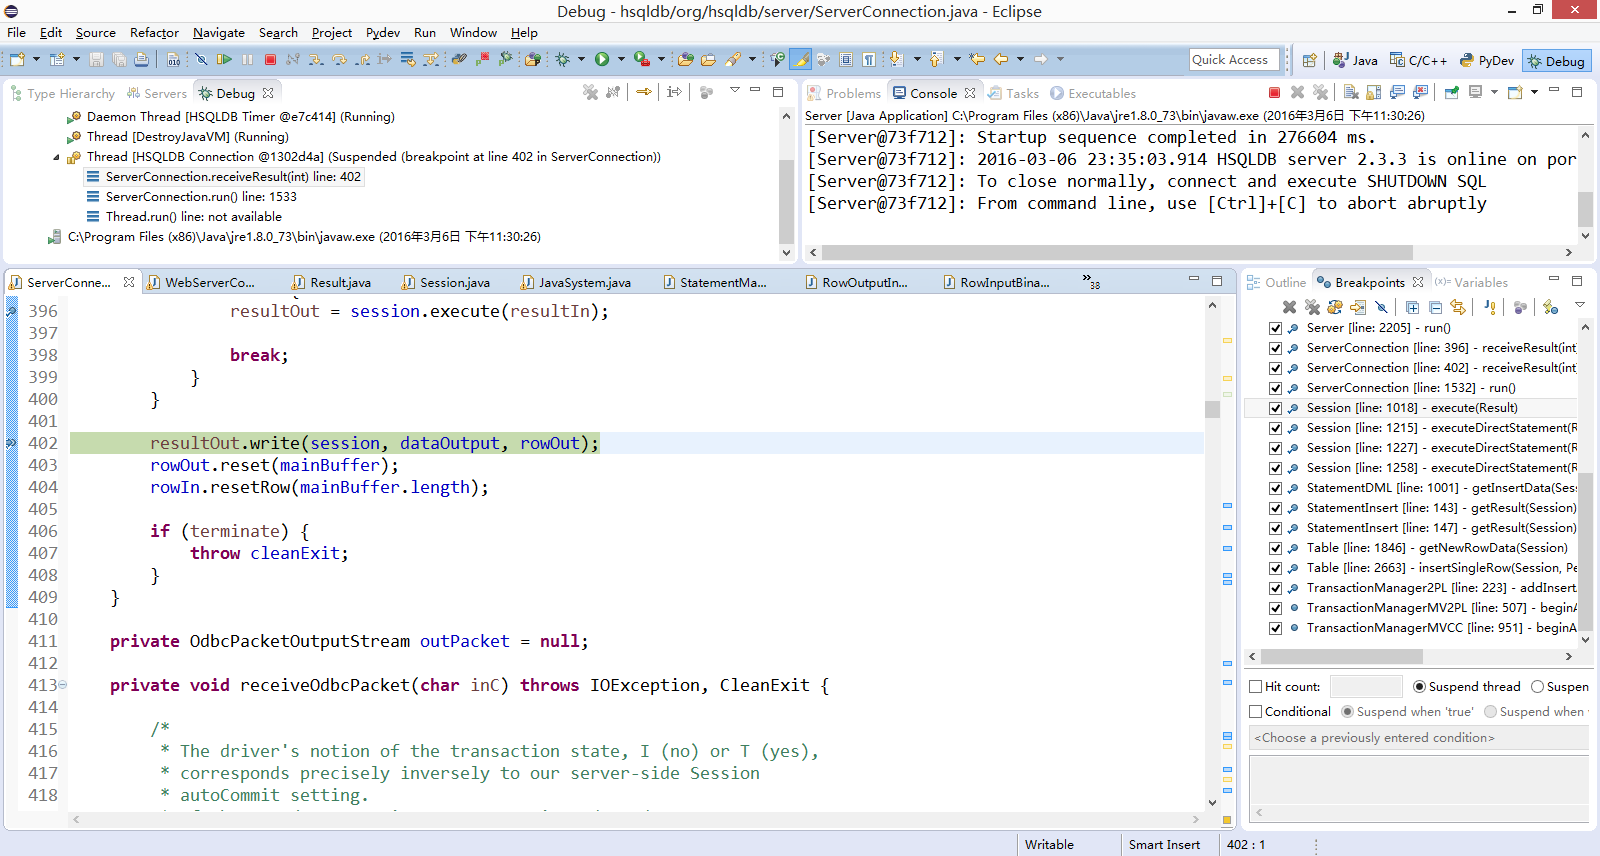 Debug - hsqldb/org/hsqldb/server/ServerConnection.java - Eclipse
File Edit Source Refactor Navigate Search Project Pydev Run Window Help
Quick Access
Java C/C++ PyDev Debug
Type Hierarchy Servers Debug
Daemon Thread [HSQLDB Timer @e7c414] (Running)
Thread [DestroyJavaVM] (Running)
Thread [HSQLDB Connection @1302d4a] (Suspended (breakpoint at line 402 in ServerConnection))
ServerConnection.receiveResult(int) line: 402
ServerConnection.run() line: 1533
Thread.run() line: not available
C:\Program Files (x86)\Java\jre1.8.0_73\bin\javaw.exe (2016年3月6日 下午11:30:26)
Problems Console Tasks Executables
Server [Java Application] C:\Program Files (x86)\Java\jre1.8.0_73\bin\javaw.exe (2016年3月6日 下午11:30:26)
[Server@73f712]: Startup sequence completed in 276604 ms.
[Server@73f712]: 2016-03-06 23:35:03.914 HSQLDB server 2.3.3 is online on por
[Server@73f712]: To close normally, connect and execute SHUTDOWN SQL
[Server@73f712]: From command line, use [Ctrl]+[C] to abort abruptly
ServerConne... WebServerCo... Result.java Session.java JavaSystem.java StatementMa... RowOutputIn... RowInputBina... »38
396 resultOut = session.execute(resultIn);
397
398 break;
399 }
400 }
401
402 resultOut.write(session, dataOutput, rowOut);
403 rowOut.reset(mainBuffer);
404 rowIn.resetRow(mainBuffer.length);
405
406 if (terminate) {
407 throw cleanExit;
408 }
409 }
410
411 private OdbcPacketOutputStream outPacket = null;
412
413 private void receiveOdbcPacket(char inC) throws IOException, CleanExit {
414
415 /*
416 * The driver's notion of the transaction state, I (no) or T (yes),
417 * corresponds precisely inversely to our server-side Session
418 * autoCommit setting.
Outline Breakpoints (x)= Variables
Server [line: 2205] - run()
ServerConnection [line: 396] - receiveResult(int)
ServerConnection [line: 402] - receiveResult(int)
ServerConnection [line: 1532] - run()
Session [line: 1018] - execute(Result)
Session [line: 1215] - executeDirectStatement(R
Session [line: 1227] - executeDirectStatement(R
Session [line: 1258] - executeDirectStatement(R
StatementDML [line: 1001] - getInsertData(Ses
StatementInsert [line: 143] - getResult(Session)
StatementInsert [line: 147] - getResult(Session)
Table [line: 1846] - getNewRowData(Session)
Table [line: 2663] - insertSingleRow(Session, Pe
TransactionManager2PL [line: 223] - addInsert
TransactionManagerMV2PL [line: 507] - beginA
TransactionManagerMVCC [line: 951] - beginA
Hit count: Suspend thread Suspen
Conditional Suspend when 'true' Suspend when
<Choose a previously entered condition>
Writable Smart Insert 402 : 1